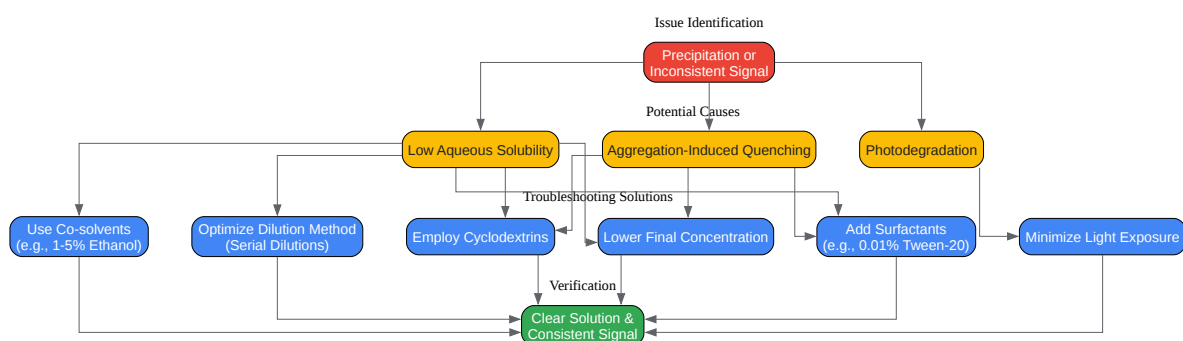 Issue Identification
Precipitation or
Inconsistent Signal
Potential Causes
Low Aqueous Solubility
Aggregation-Induced Quenching
Photodegradation
Troubleshooting Solutions
Use Co-solvents
(e.g., 1-5% Ethanol)
Optimize Dilution Method
(Serial Dilutions)
Employ Cyclodextrins
Lower Final Concentration
Add Surfactants
(e.g., 0.01% Tween-20)
Minimize Light Exposure
Verification
Clear Solution &
Consistent Signal